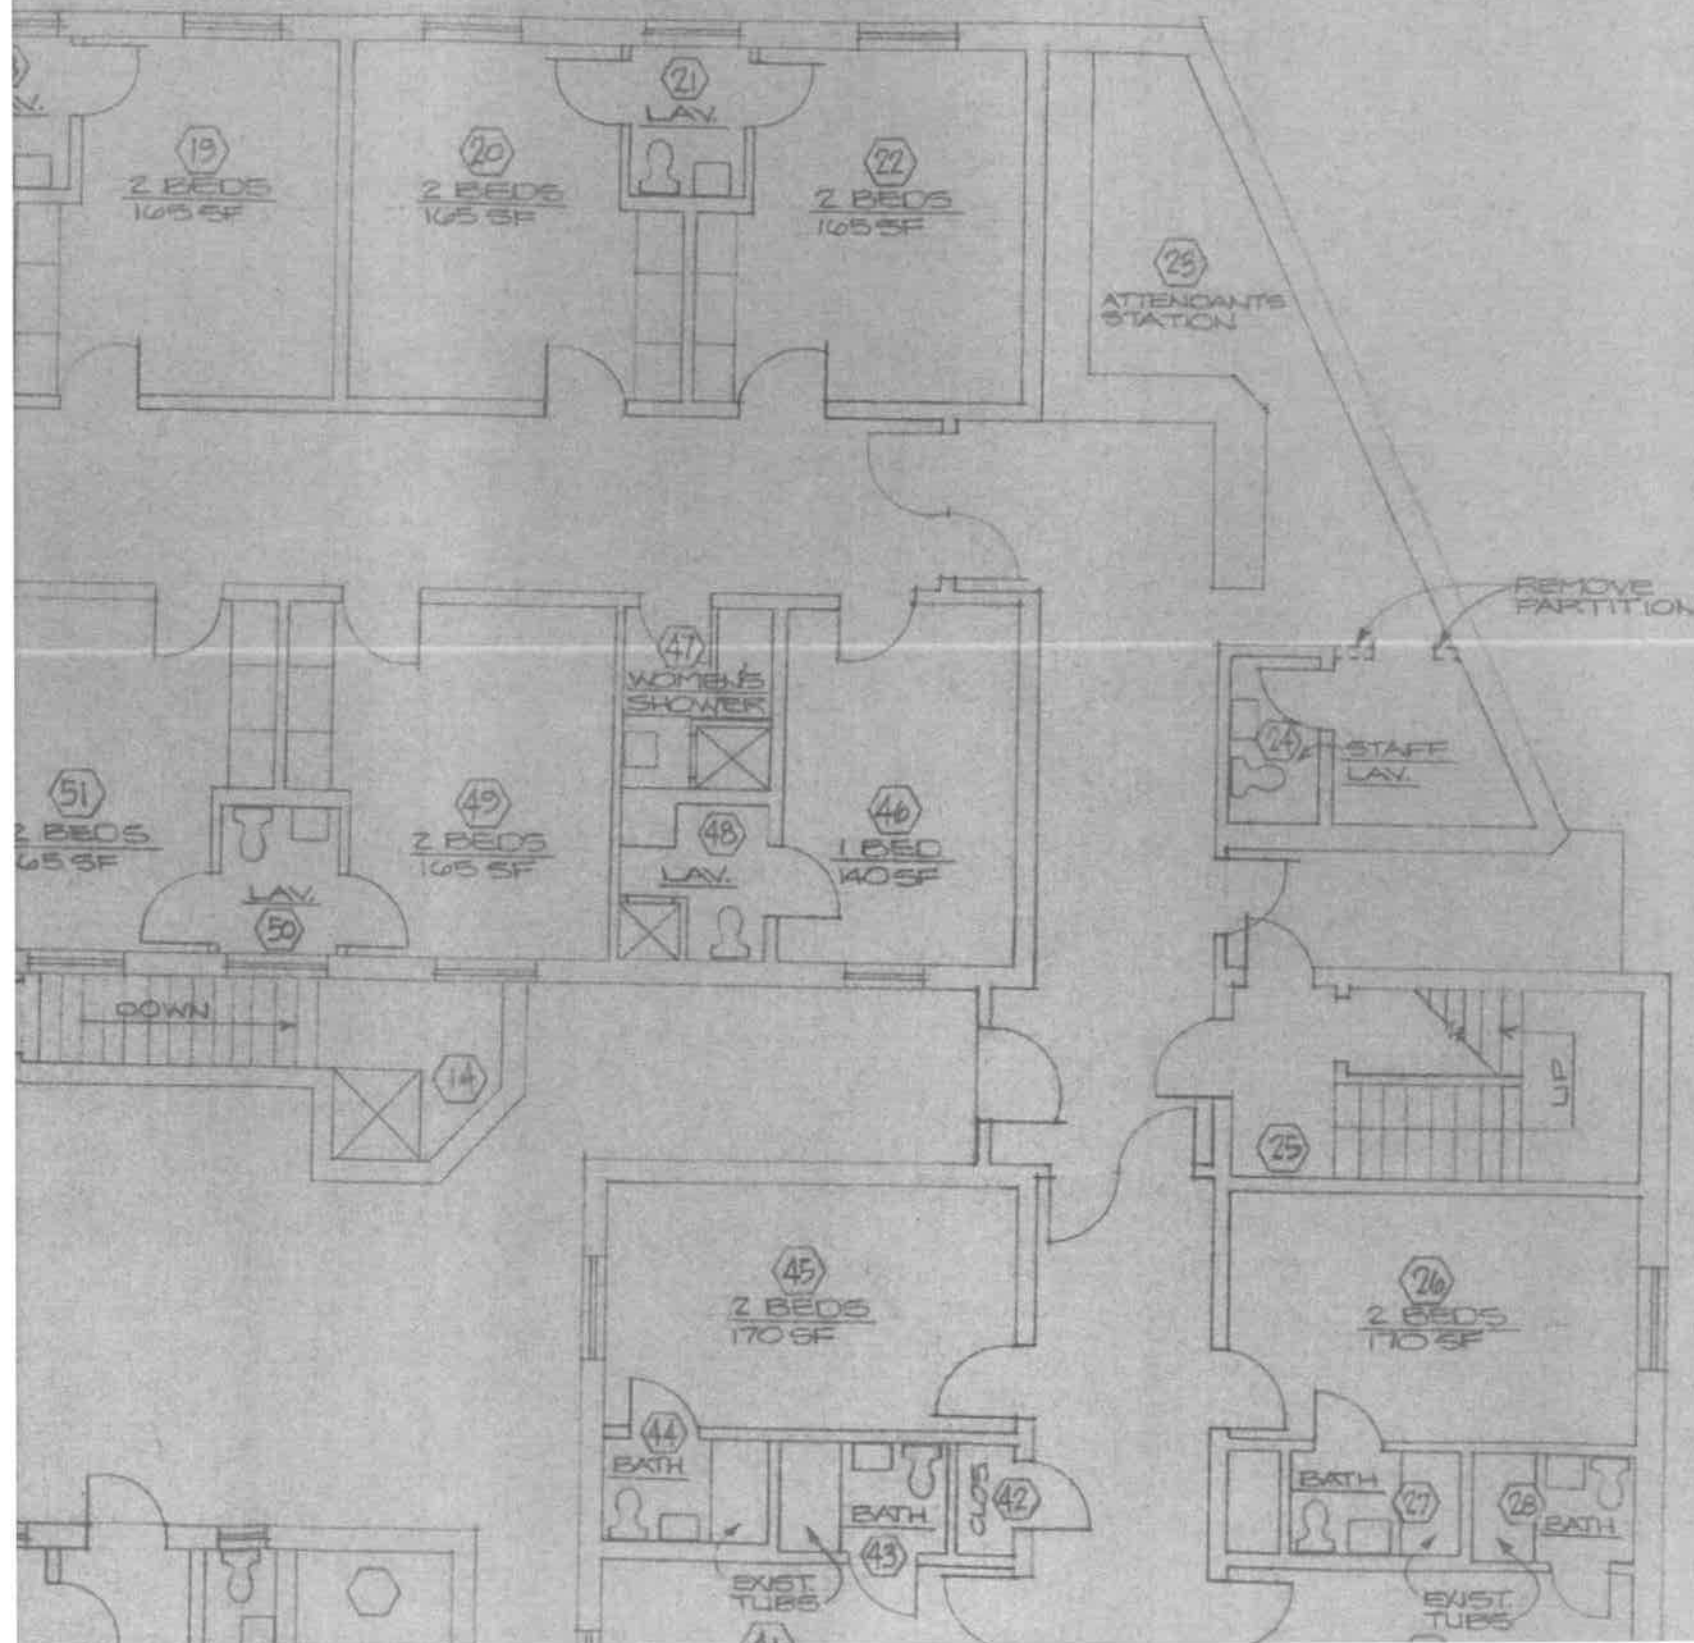 19
2 BEDS
165 SF
20
2 BEDS
165 SF
21
LAV.
22
2 BEDS
165 SF
23
ATTENDANTS
STATION
REMOVE
PARTITION
51
2 BEDS
165 SF
49
2 BEDS
165 SF
47
WOMENS
SHOWER
48
LAV.
46
1 BED
140 SF
24
STAFF
LAV.
LAV.
50
DOWN
14
UP
25
45
2 BEDS
170 SF
26
2 BEDS
170 SF
44
BATH
BATH
43
CLOS
42
BATH
27
28
BATH
EXIST.
TUBS
EXIST.
TUBS